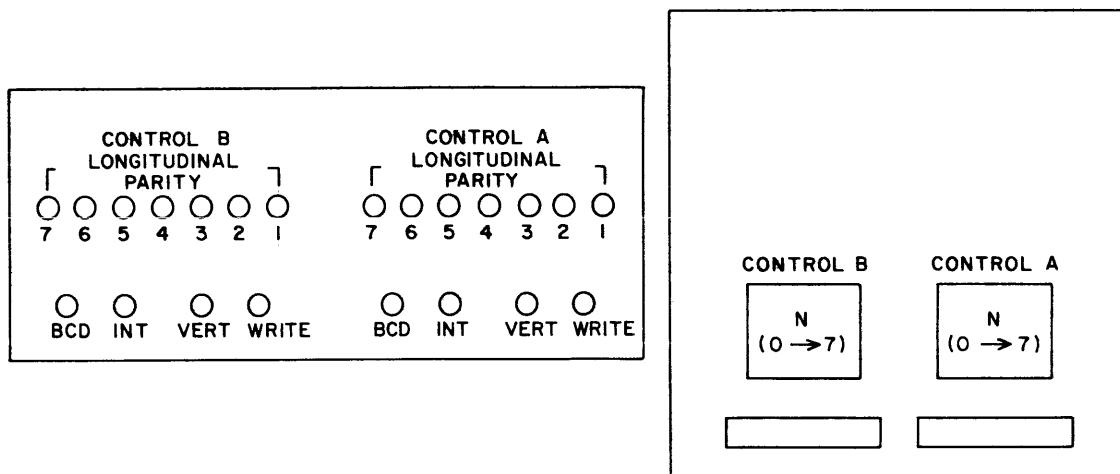 CONTROL B
LONGITUDINAL
PARITY
7 6 5 4 3 2 1
BCD INT VERT WRITE
CONTROL A
LONGITUDINAL
PARITY
7 6 5 4 3 2 1
BCD INT VERT WRITE
CONTROL B
N
(0 → 7)
CONTROL A
N
(0 → 7)